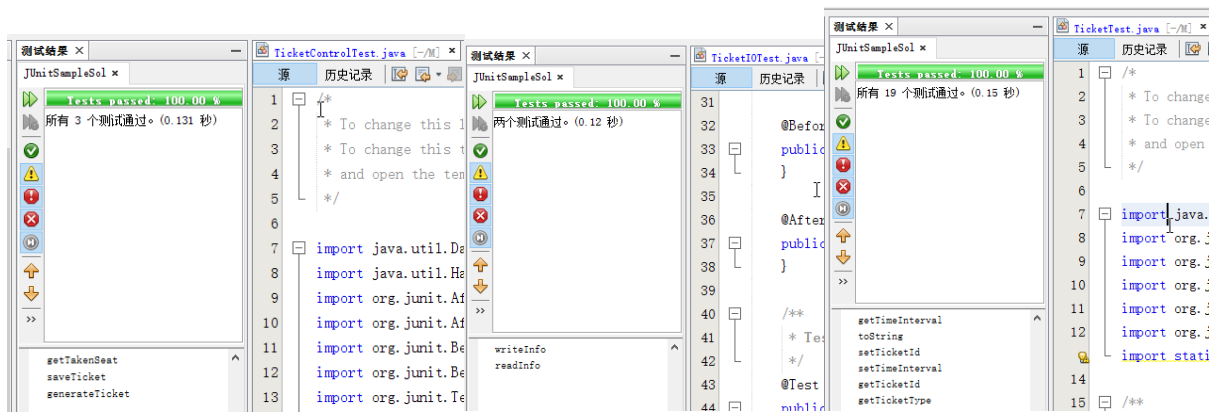 测试结果 ×
JUnitSampleSol ×
Tests passed: 100.00 %
所有 3 个测试通过。(0.131 秒)
>>
getTakenSeat
saveTicket
generateTicket
TicketControlTest.java [-/M] ×
源 历史记录
1 /*
2 * To change this l
3 * To change this t
4 * and open the tem
5 */
6
7 import java.util.Da
8 import java.util.Ha
9 import org.junit.Af
10 import org.junit.Af
11 import org.junit.Be
12 import org.junit.Be
13 import org.junit.Te
测试结果 ×
JUnitSampleSol ×
Tests passed: 100.00 %
两个测试通过。(0.12 秒)
>>
writeInfo
readInfo
TicketIOTest.java [-
源 历史记录
31
32 @Befor
33 public
34 }
35
36 @After
37 public
38 }
39
40 /**
41 * Tes
42 */
43 @Test
44 public
测试结果 ×
JUnitSampleSol ×
Tests passed: 100.00 %
所有 19 个测试通过。(0.15 秒)
>>
getTimeInterval
toString
setTicketId
setTimeInterval
getTicketId
getTicketType
TicketTest.java [-/M] ×
源 历史记录
1 /*
2 * To change
3 * To change
4 * and open
5 */
6
7 import java.
8 import org.j
9 import org.j
10 import org.j
11 import org.j
12 import org.j
import stati
14
15 /**